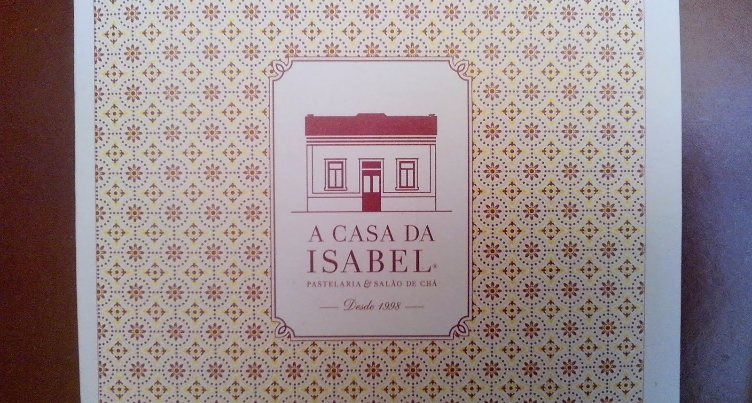 A CASA DA
ISABEL®
PASTELARIA & SALÃO DE CHÁ
Desde 1998